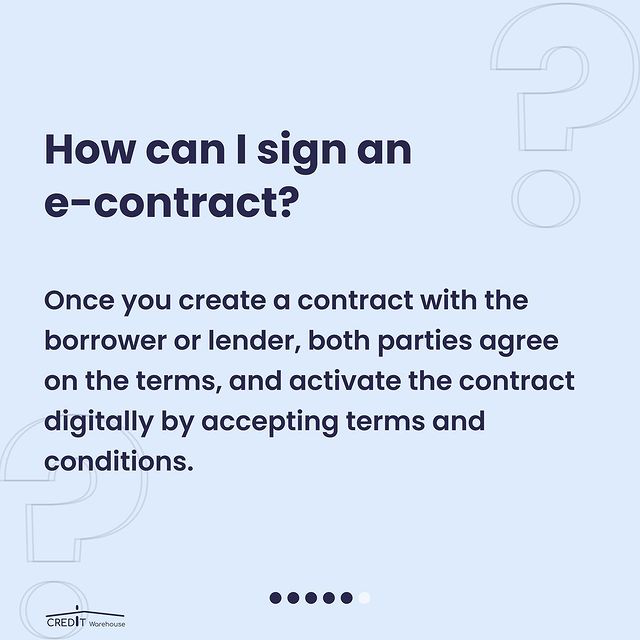 How can I sign an
e-contract?
Once you create a contract with the
borrower or lender, both parties agree
on the terms, and activate the contract
digitally by accepting terms and
conditions.
CREDIT Warehouse